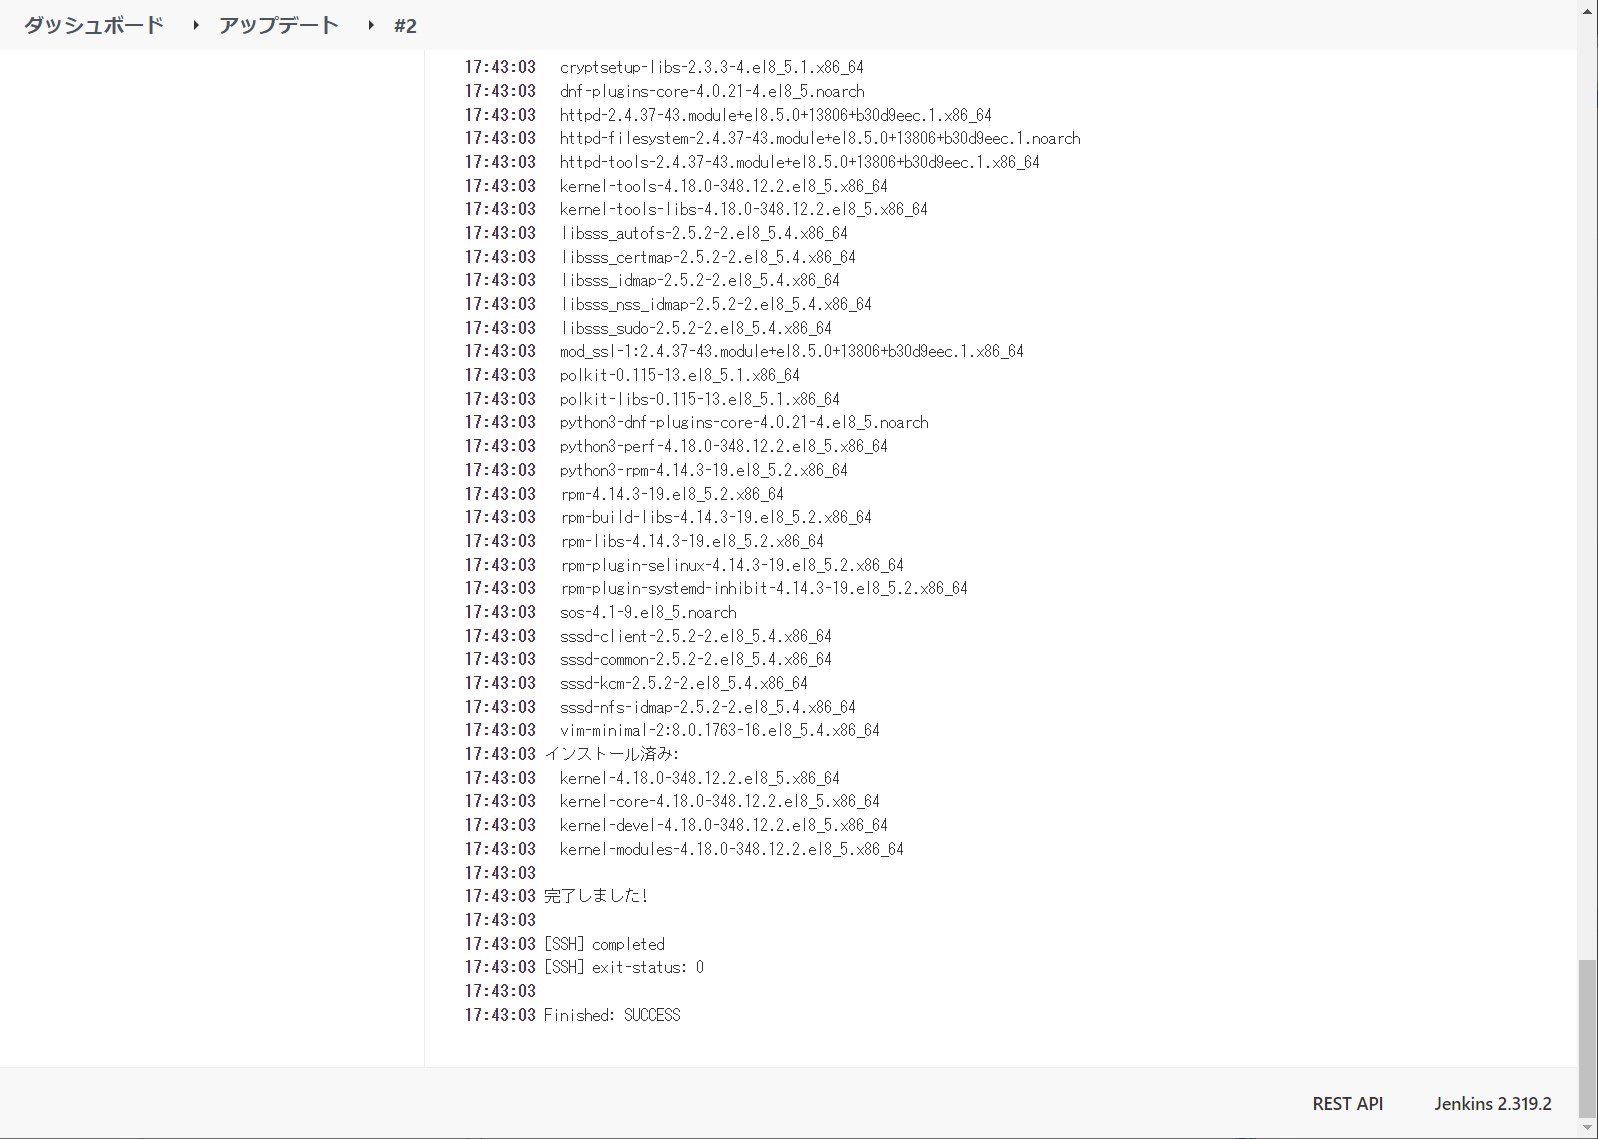 ダッシュボード ▸ アップデート ▸ #2
17:43:03   cryptsetup-libs-2.3.3-4.el8_5.1.x86_64
17:43:03   dnf-plugins-core-4.0.21-4.el8_5.noarch
17:43:03   httpd-2.4.37-43.module+el8.5.0+13806+b30d9eec.1.x86_64
17:43:03   httpd-filesystem-2.4.37-43.module+el8.5.0+13806+b30d9eec.1.noarch
17:43:03   httpd-tools-2.4.37-43.module+el8.5.0+13806+b30d9eec.1.x86_64
17:43:03   kernel-tools-4.18.0-348.12.2.el8_5.x86_64
17:43:03   kernel-tools-libs-4.18.0-348.12.2.el8_5.x86_64
17:43:03   libsss_autofs-2.5.2-2.el8_5.4.x86_64
17:43:03   libsss_certmap-2.5.2-2.el8_5.4.x86_64
17:43:03   libsss_idmap-2.5.2-2.el8_5.4.x86_64
17:43:03   libsss_nss_idmap-2.5.2-2.el8_5.4.x86_64
17:43:03   libsss_sudo-2.5.2-2.el8_5.4.x86_64
17:43:03   mod_ssl-1:2.4.37-43.module+el8.5.0+13806+b30d9eec.1.x86_64
17:43:03   polkit-0.115-13.el8_5.1.x86_64
17:43:03   polkit-libs-0.115-13.el8_5.1.x86_64
17:43:03   python3-dnf-plugins-core-4.0.21-4.el8_5.noarch
17:43:03   python3-perf-4.18.0-348.12.2.el8_5.x86_64
17:43:03   python3-rpm-4.14.3-19.el8_5.2.x86_64
17:43:03   rpm-4.14.3-19.el8_5.2.x86_64
17:43:03   rpm-build-libs-4.14.3-19.el8_5.2.x86_64
17:43:03   rpm-libs-4.14.3-19.el8_5.2.x86_64
17:43:03   rpm-plugin-selinux-4.14.3-19.el8_5.2.x86_64
17:43:03   rpm-plugin-systemd-inhibit-4.14.3-19.el8_5.2.x86_64
17:43:03   sos-4.1-9.el8_5.noarch
17:43:03   sssd-client-2.5.2-2.el8_5.4.x86_64
17:43:03   sssd-common-2.5.2-2.el8_5.4.x86_64
17:43:03   sssd-kcm-2.5.2-2.el8_5.4.x86_64
17:43:03   sssd-nfs-idmap-2.5.2-2.el8_5.4.x86_64
17:43:03   vim-minimal-2:8.0.1763-16.el8_5.4.x86_64
17:43:03 インストール済み:
17:43:03   kernel-4.18.0-348.12.2.el8_5.x86_64
17:43:03   kernel-core-4.18.0-348.12.2.el8_5.x86_64
17:43:03   kernel-devel-4.18.0-348.12.2.el8_5.x86_64
17:43:03   kernel-modules-4.18.0-348.12.2.el8_5.x86_64
17:43:03
17:43:03 完了しました!
17:43:03
17:43:03 [SSH] completed
17:43:03 [SSH] exit-status: 0
17:43:03
17:43:03 Finished: SUCCESS
REST API Jenkins 2.319.2